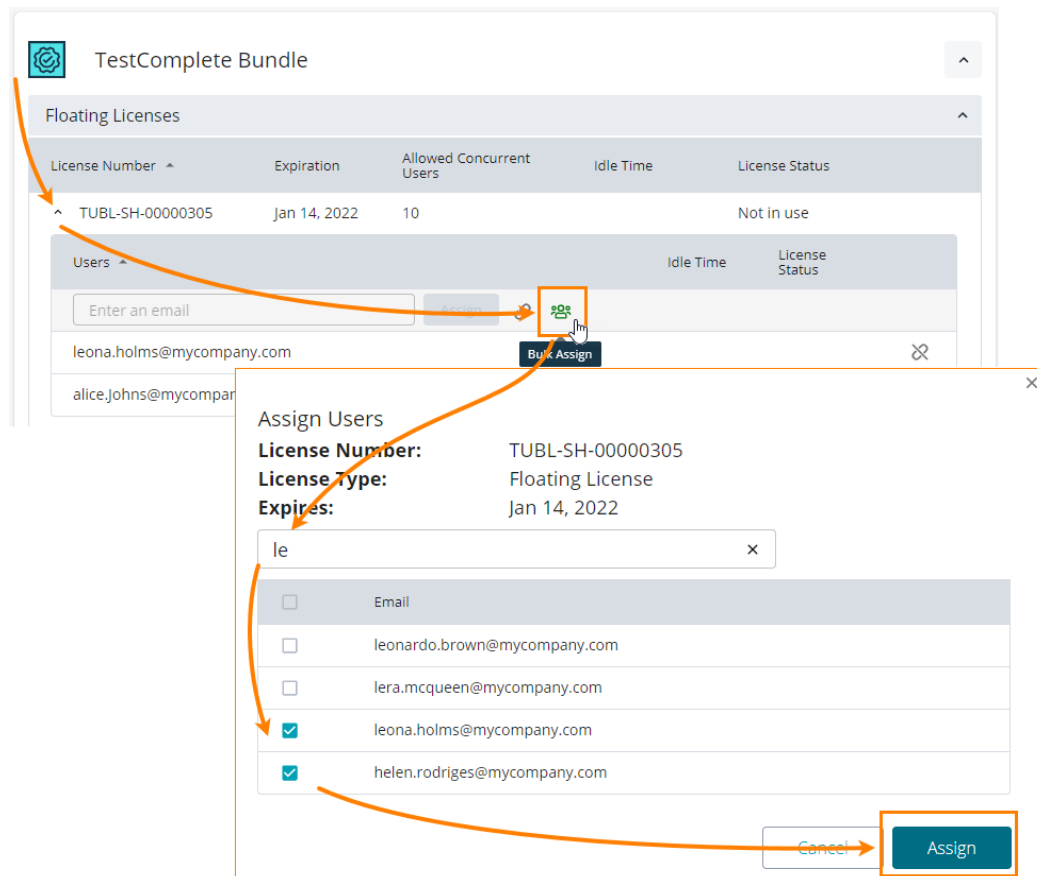 TestComplete Bundle
Floating Licenses
License Number Expiration Allowed Concurrent Users Idle Time License Status
TUBL-SH-00000305 Jan 14, 2022 10 Not in use
Users Idle Time License Status
Enter an email Assign
Bulk Assign
leona.holms@mycompany.com
alice.Johns@mycompar
Assign Users
License Number: TUBL-SH-00000305
License Type: Floating License
Expires: Jan 14, 2022
le
Email
leonardo.brown@mycompany.com
lera.mcqueen@mycompany.com
leona.holms@mycompany.com
helen.rodriges@mycompany.com
Cancel Assign